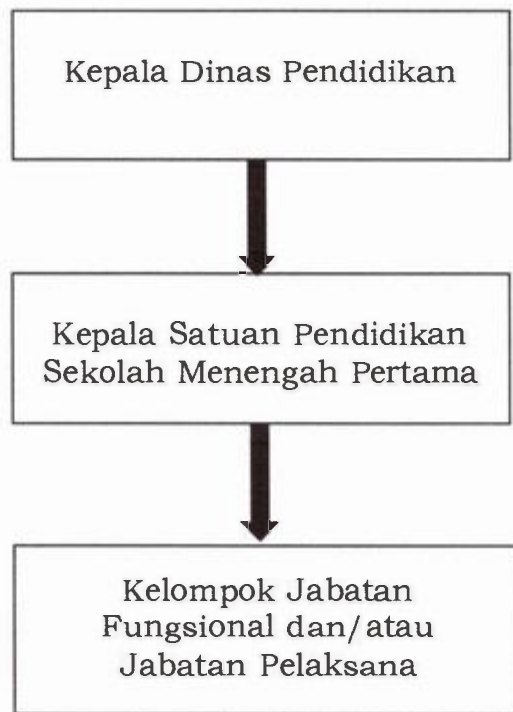 Kepala Dinas Pendidikan
Kepala Satuan Pendidikan
Sekolah Menengah Pertama
Kelompok Jabatan
Fungsional dan/atau
Jabatan Pelaksana